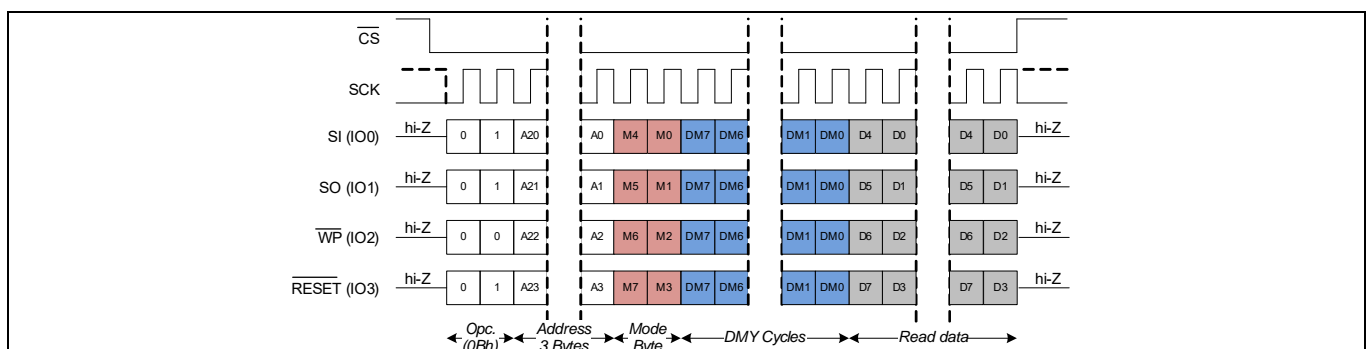 CS
SCK
SI (IO0) hi-Z 0 1 A20 A0 M4 M0 DM7 DM6 DM1 DM0 D4 D0 D4 D0 hi-Z
SO (IO1) hi-Z 0 1 A21 A1 M5 M1 DM7 DM6 DM1 DM0 D5 D1 D5 D1 hi-Z
WP (IO2) hi-Z 0 0 A22 A2 M6 M2 DM7 DM6 DM1 DM0 D6 D2 D6 D2 hi-Z
RESET (IO3) hi-Z 0 1 A23 A3 M7 M3 DM7 DM6 DM1 DM0 D7 D3 D7 D3 hi-Z
Opc. Address Mode DMY Cycles Read data
(0Bh) 3 Bytes Byte